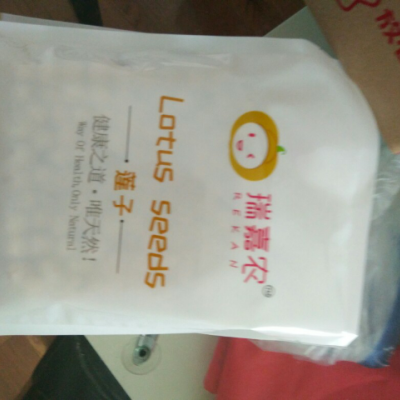 瑞嘉农®
REKAN
Lotus seeds
莲子
健康之道·唯天然!
Way Of Health,Only Natural